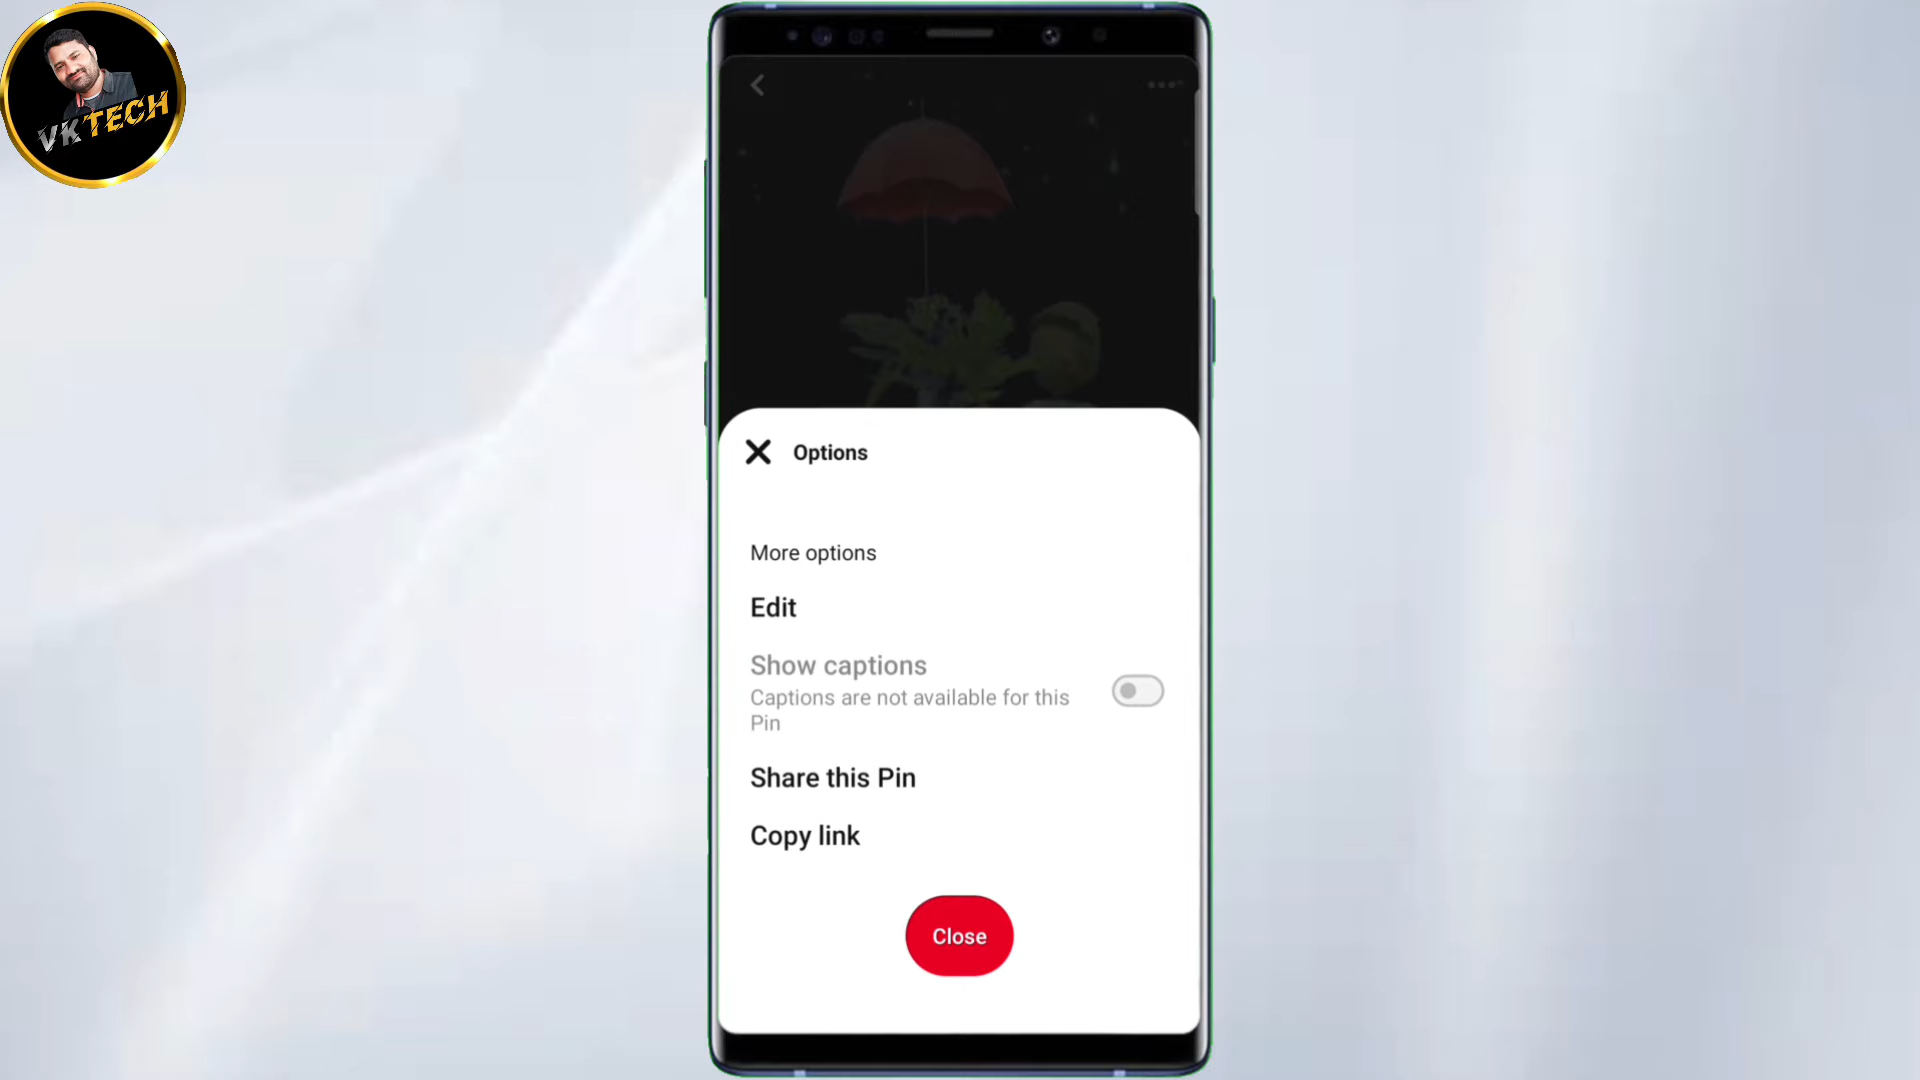 VKTECH
Options
More options
Edit
Show captions
Captions are not available for this
Pin
Share this Pin
Copy link
Close